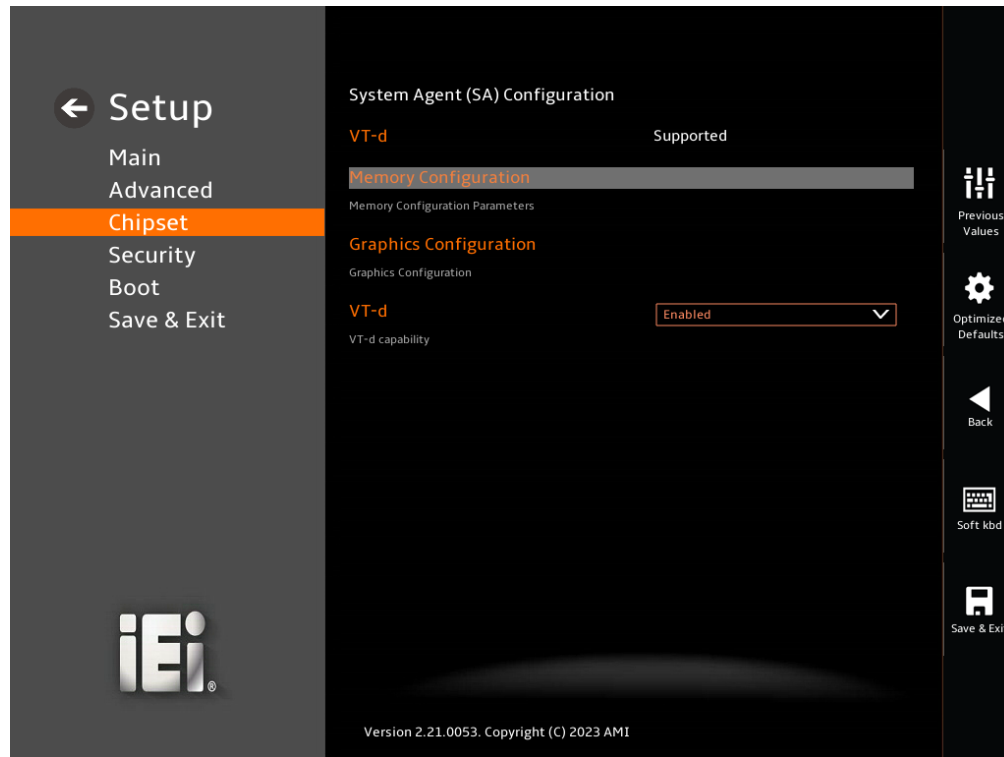 Setup
Main
Advanced
Chipset
Security
Boot
Save & Exit
iEi®
System Agent (SA) Configuration
VT-d Supported
Memory Configuration
Memory Configuration Parameters
Graphics Configuration
Graphics Configuration
VT-d Enabled
VT-d capability
Version 2.21.0053. Copyright (C) 2023 AMI
Previous
Values
Optimized
Defaults
Back
Soft kbd
Save & Exi